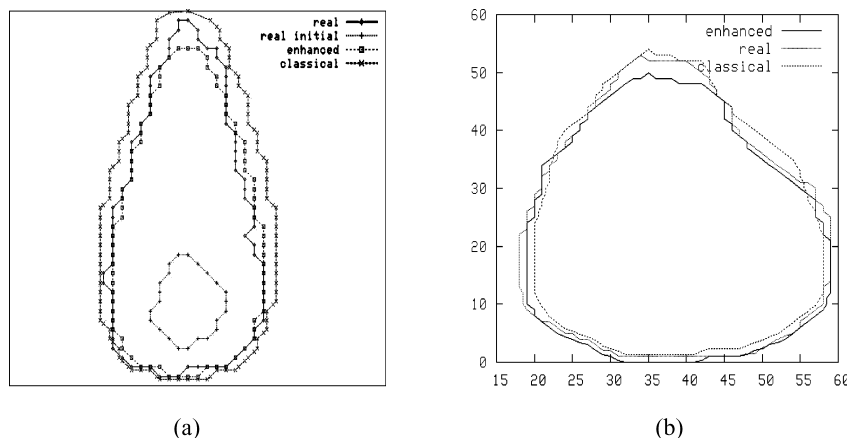 real
real initial
enhanced
classical
60
50
40
30
20
10
0
enhanced
real
classical
15 20 25 30 35 40 45 50 55 60
(a)
(b)